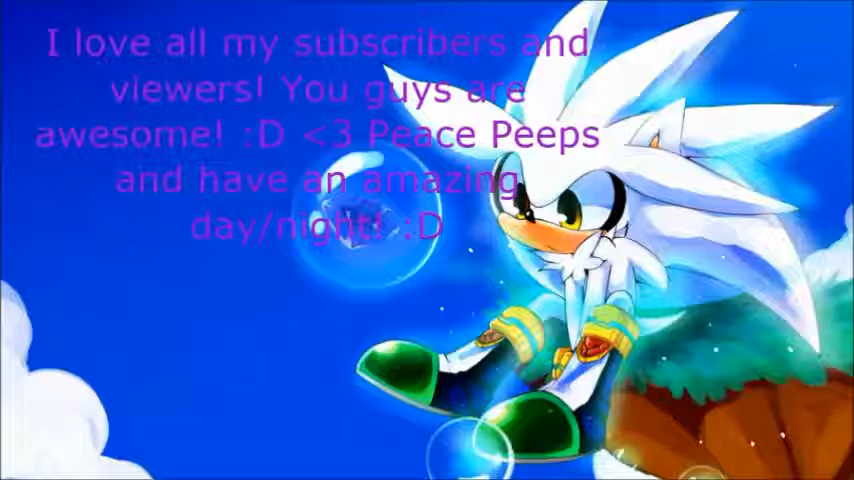 I love all my subscribers and
viewers! You guys are
awesome! :D <3 Peace Peeps
and have an amazing
day/night! :D